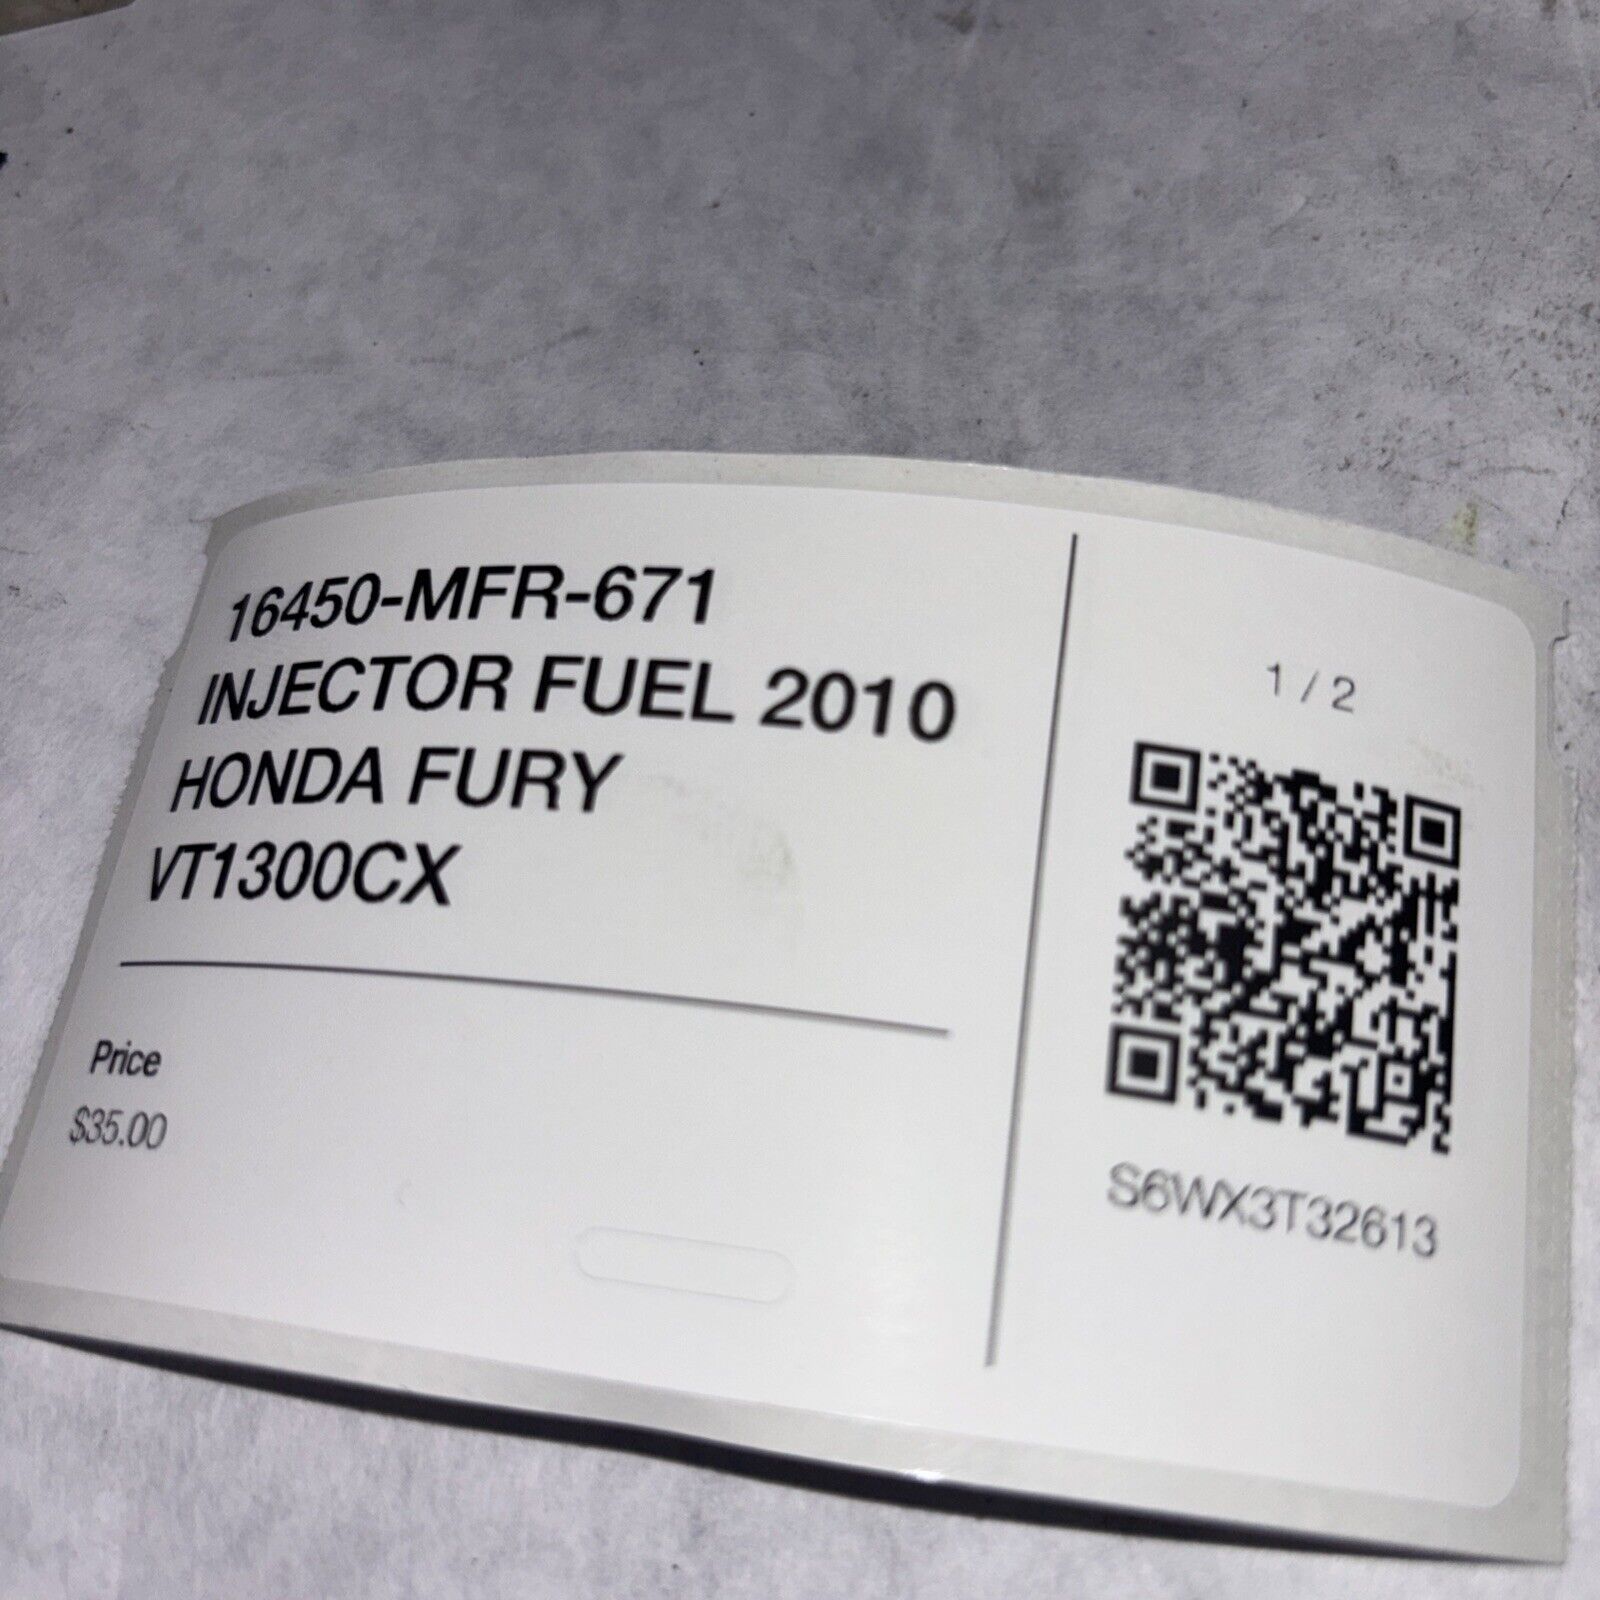 16450-MFR-671
INJECTOR FUEL 2010
HONDA FURY
VT1300CX
Price
$35.00
1 / 2
S6WX3T32613